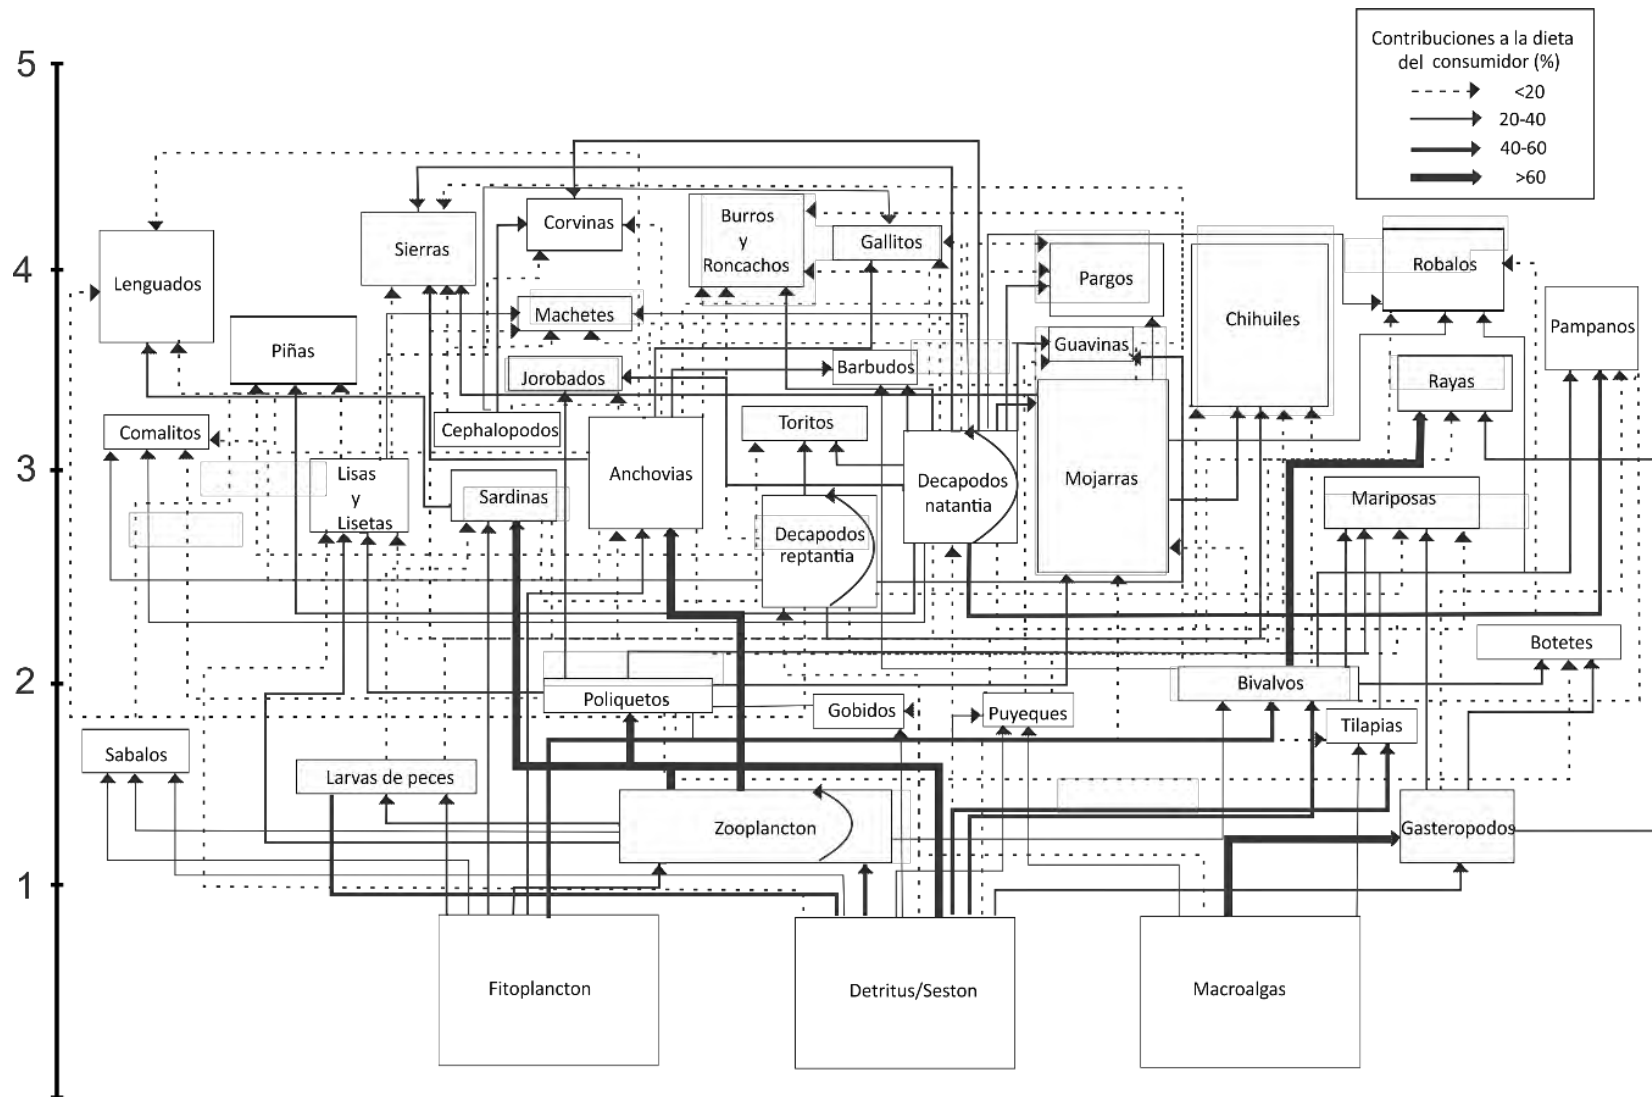 Contribuciones a la dieta
del consumidor (%)
<20
20-40
40-60
>60
5
4
3
2
1
Lenguados
Sierras
Corvinas
Burros
y
Roncachos
Gallitos
Pargos
Chihuiles
Robalos
Pampanos
Piñas
Machetes
Jorobados
Barbudos
Guavinas
Rayas
Comalitos
Cephalopodos
Toritos
Lisas
y
Lisetas
Sardinas
Anchovias
Decapodos
natantia
Mojarras
Mariposas
Decapodos
reptantia
Botetes
Poliquetos
Gobidos
Puyeques
Bivalvos
Tilapias
Sabalos
Larvas de peces
Zooplancton
Gasteropodos
Fitoplancton
Detritus/Seston
Macroalgas